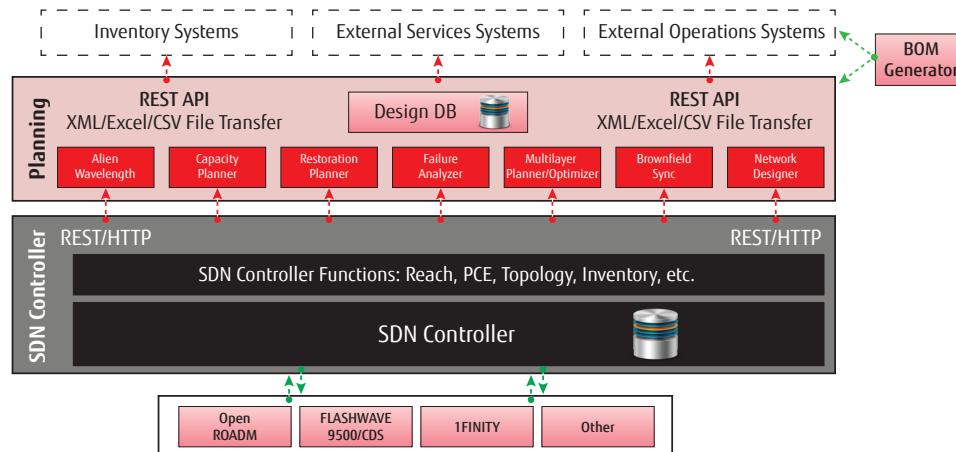 Inventory Systems
External Services Systems
External Operations Systems
BOM
Generator
Planning
REST API
XML/Excel/CSV File Transfer
Design DB
REST API
XML/Excel/CSV File Transfer
Alien
Wavelength
Capacity
Planner
Restoration
Planner
Failure
Analyzer
Multilayer
Planner/Optimizer
Brownfield
Sync
Network
Designer
SDN Controller
REST/HTTP
REST/HTTP
SDN Controller Functions: Reach, PCE, Topology, Inventory, etc.
SDN Controller
Open
ROADM
FLASHWAVE
9500/CDS
1FINITY
Other